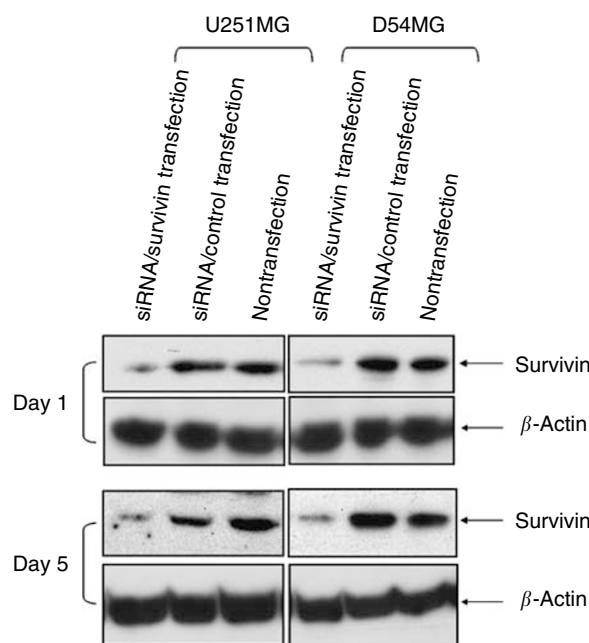 U251MG
D54MG
siRNA/survivin transfection
siRNA/control transfection
Nontransfection
siRNA/survivin transfection
siRNA/control transfection
Nontransfection
Day 1
Survivin
β-Actin
Day 5
Survivin
β-Actin